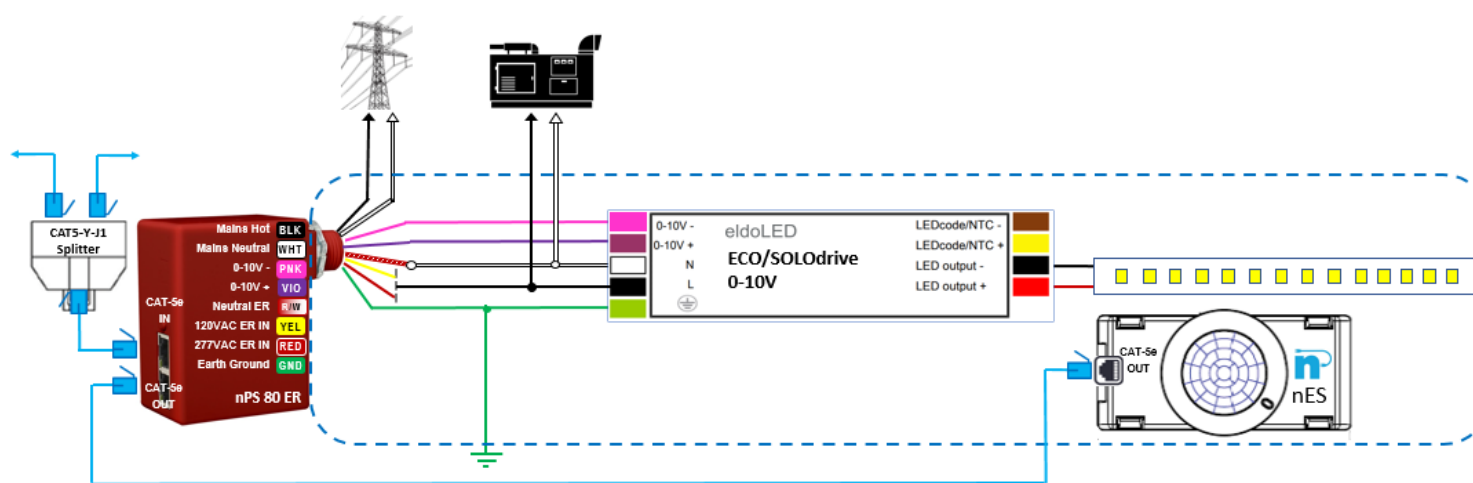 CAT5-Y-J1
Splitter
Mains Hot BLK
Mains Neutral WHT
0-10V - PNK
0-10V + VIO
Neutral ER R/W
120VAC ER IN YEL
277VAC ER IN RED
Earth Ground GND
CAT-5e
IN
CAT-5e
OUT
nPS 80 ER
0-10V -
0-10V +
N
L
eldoLED
ECO/SOLOdrive
0-10V
LEDcode/NTC -
LEDcode/NTC +
LED output -
LED output +
CAT-5e
OUT
n
nES